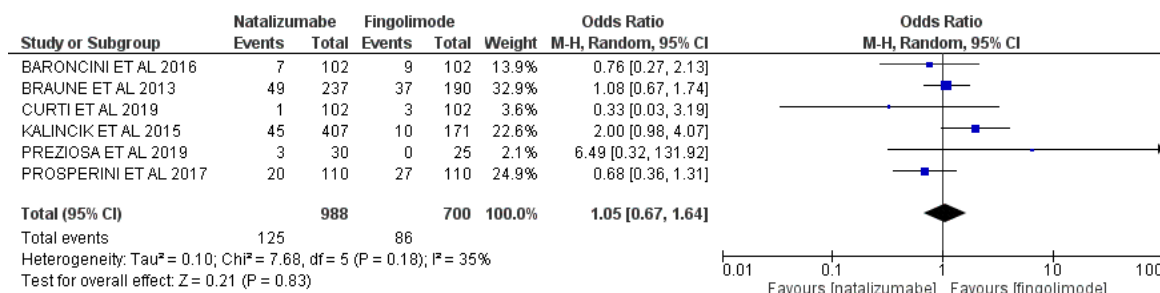 Natalizumabe Fingolimode Odds Ratio Odds Ratio
Study or Subgroup Events Total Events Total Weight M-H, Random, 95% CI M-H, Random, 95% CI
BARONCINI ET AL 2016 7 102 9 102 13.9% 0.76 [0.27, 2.13]
BRAUNE ET AL 2013 49 237 37 190 32.9% 1.08 [0.67, 1.74]
CURTI ET AL 2019 1 102 3 102 3.6% 0.33 [0.03, 3.19]
KALINCIK ET AL 2015 45 407 10 171 22.6% 2.00 [0.98, 4.07]
PREZIOSA ET AL 2019 3 30 0 25 2.1% 6.49 [0.32, 131.92]
PROSPERINI ET AL 2017 20 110 27 110 24.9% 0.68 [0.36, 1.31]
Total (95% CI) 988 700 100.0% 1.05 [0.67, 1.64]
Total events 125 86
Heterogeneity: Tau² = 0.10; Chi² = 7.68, df = 5 (P = 0.18); I² = 35%
Test for overall effect: Z = 0.21 (P = 0.83)
0.01 0.1 1 10 100
Favours [natalizumabe] Favours [fingolimode]